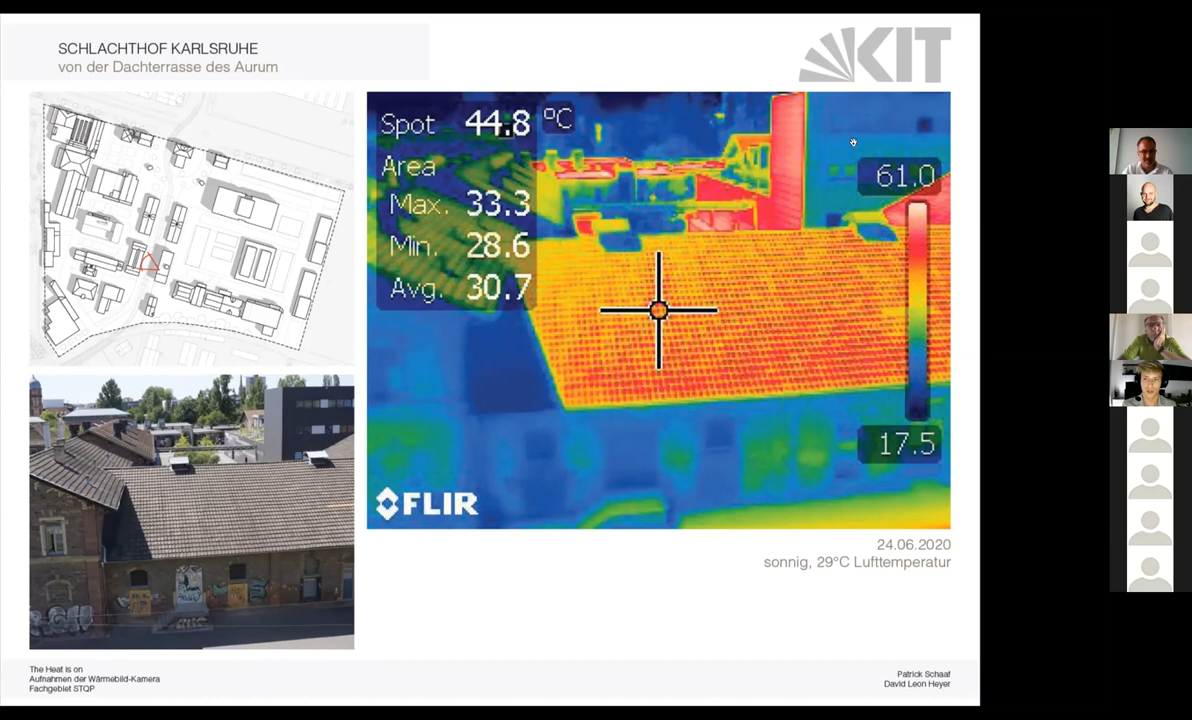 SCHLACHTHOF KARLSRUHE
von der Dachterrasse des Aurum
KIT
Spot 44.8 °C
Area
Max. 33.3
Min. 28.6
Avg. 30.7
61.0
17.5
FLIR
24.06.2020
sonnig, 29°C Lufttemperatur
The Heat is on
Aufnahmen der Wärmebild-Kamera
Fachgebiet STQP
Patrick Schaaf
David Leon Heyer